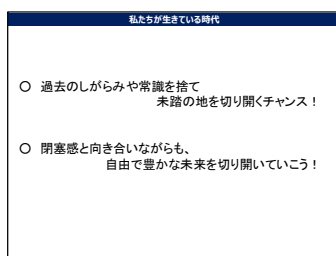 私たちが生きている時代
○ 過去のしがらみや常識を捨て
未踏の地を切り開くチャンス！
○ 閉塞感と向き合いながらも、
自由で豊かな未来を切り開いていこう！